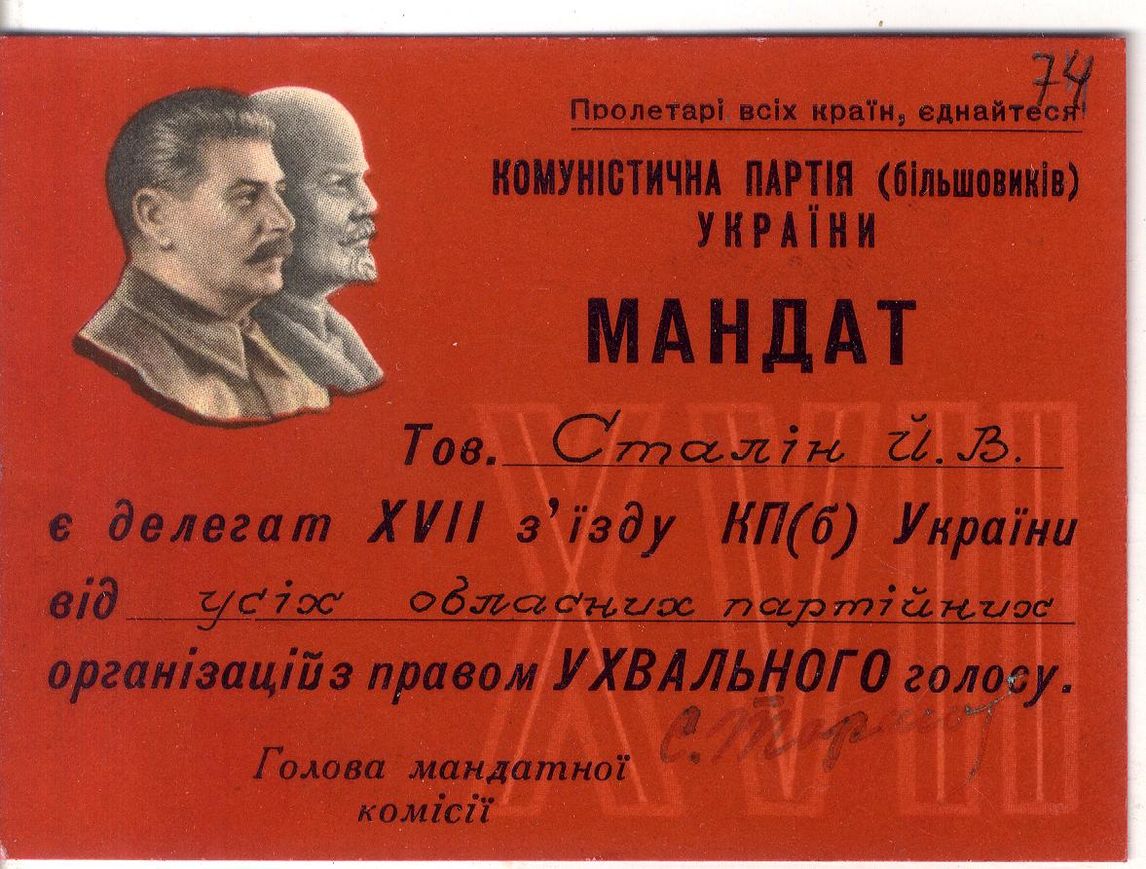 74
Пролетарі всіх країн, єднайтеся!
КОМУНІСТИЧНА ПАРТІЯ (більшовиків)
УКРАЇНИ
МАНДАТ
Тов. Сталін Й.В.
є делегат XVII з'їзду КП(б) України
від усіх обласних партійних
організацій з правом УХВАЛЬНОГО голосу.
Голова мандатної
комісії
XVII